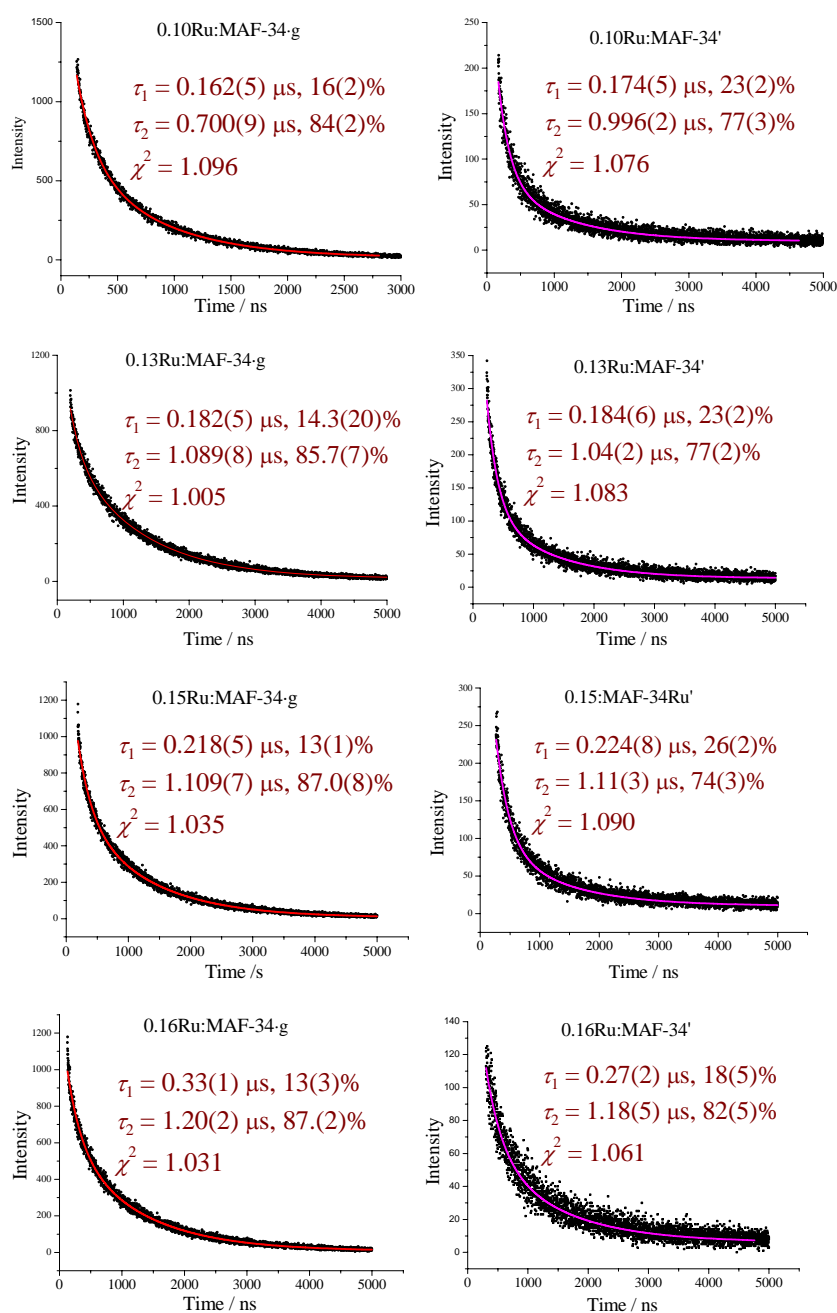 0.10Ru:MAF-34·g
τ1 = 0.162(5) μs, 16(2)%
τ2 = 0.700(9) μs, 84(2)%
χ2 = 1.096
Intensity
1500
1000
500
0
0 500 1000 1500 2000 2500 3000
Time / ns
0.10Ru:MAF-34'
τ1 = 0.174(5) μs, 23(2)%
τ2 = 0.996(2) μs, 77(3)%
χ2 = 1.076
Intensity
250
200
150
100
50
0
0 1000 2000 3000 4000 5000
Time / ns
0.13Ru:MAF-34·g
τ1 = 0.182(5) μs, 14.3(20)%
τ2 = 1.089(8) μs, 85.7(7)%
χ2 = 1.005
Intensity
1200
800
400
0
0 1000 2000 3000 4000 5000
Time / ns
0.13Ru:MAF-34'
τ1 = 0.184(6) μs, 23(2)%
τ2 = 1.04(2) μs, 77(2)%
χ2 = 1.083
Intensity
350
300
250
200
150
100
50
0
0 1000 2000 3000 4000 5000
Time / ns
0.15Ru:MAF-34·g
τ1 = 0.218(5) μs, 13(1)%
τ2 = 1.109(7) μs, 87.0(8)%
χ2 = 1.035
Intensity
1200
1000
800
600
400
200
0
0 1000 2000 3000 4000 5000
Time /s
0.15:MAF-34Ru'
τ1 = 0.224(8) μs, 26(2)%
τ2 = 1.11(3) μs, 74(3)%
χ2 = 1.090
Intensity
300
250
200
150
100
50
0
0 1000 2000 3000 4000 5000
Time / ns
0.16Ru:MAF-34·g
τ1 = 0.33(1) μs, 13(3)%
τ2 = 1.20(2) μs, 87.(2)%
χ2 = 1.031
Intensity
1200
1000
800
600
400
200
0
0 1000 2000 3000 4000 5000
Time / ns
0.16Ru:MAF-34'
τ1 = 0.27(2) μs, 18(5)%
τ2 = 1.18(5) μs, 82(5)%
χ2 = 1.061
Intensity
140
120
100
80
60
40
20
0
0 1000 2000 3000 4000 5000
Time / ns